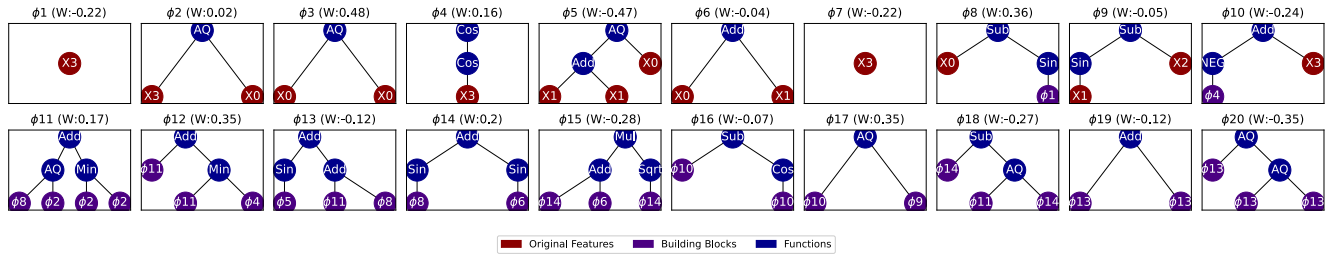 ϕ1 (W:-0.22) ϕ2 (W:0.02) ϕ3 (W:0.48) ϕ4 (W:0.16) ϕ5 (W:-0.47) ϕ6 (W:-0.04) ϕ7 (W:-0.22) ϕ8 (W:0.36) ϕ9 (W:-0.05) ϕ10 (W:-0.24)
AQ AQ Cos AQ Add Sub Sub Add
X3 Cos Add X0 X3 X0 Sin Sin X2 NEG X3
X3 X0 X0 X0 X3 X1 X1 X0 X1 ϕ1 X1 ϕ4
ϕ11 (W:0.17) ϕ12 (W:0.35) ϕ13 (W:-0.12) ϕ14 (W:0.2) ϕ15 (W:-0.28) ϕ16 (W:-0.07) ϕ17 (W:0.35) ϕ18 (W:-0.27) ϕ19 (W:-0.12) ϕ20 (W:-0.35)
Add Add Add Add Mul Sub AQ Sub Add AQ
AQ Min ϕ11 Min Sin Add Sin Sin Add Sqrt ϕ10 Cos ϕ14 AQ ϕ13 AQ
ϕ8 ϕ2 ϕ2 ϕ2 ϕ11 ϕ4 ϕ5 ϕ11 ϕ8 ϕ8 ϕ6 ϕ14 ϕ6 ϕ14 ϕ10 ϕ10 ϕ9 ϕ11 ϕ14 ϕ13 ϕ13 ϕ13 ϕ13
Original Features Building Blocks Functions